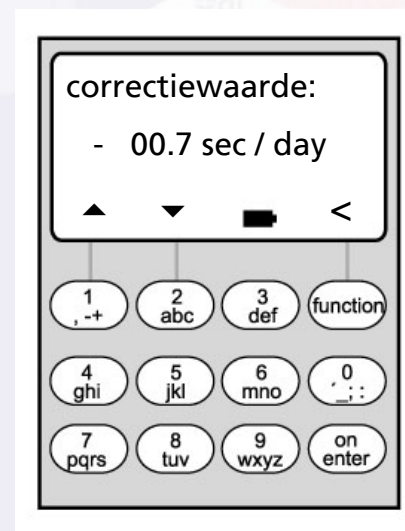 correctiewaarde:
- 00.7 sec / day
<
1 2 3 function
, -+ abc def
4 5 6 0
ghi jkl mno ´ _; :
7 8 9 on
pqrs tuv wxyz enter